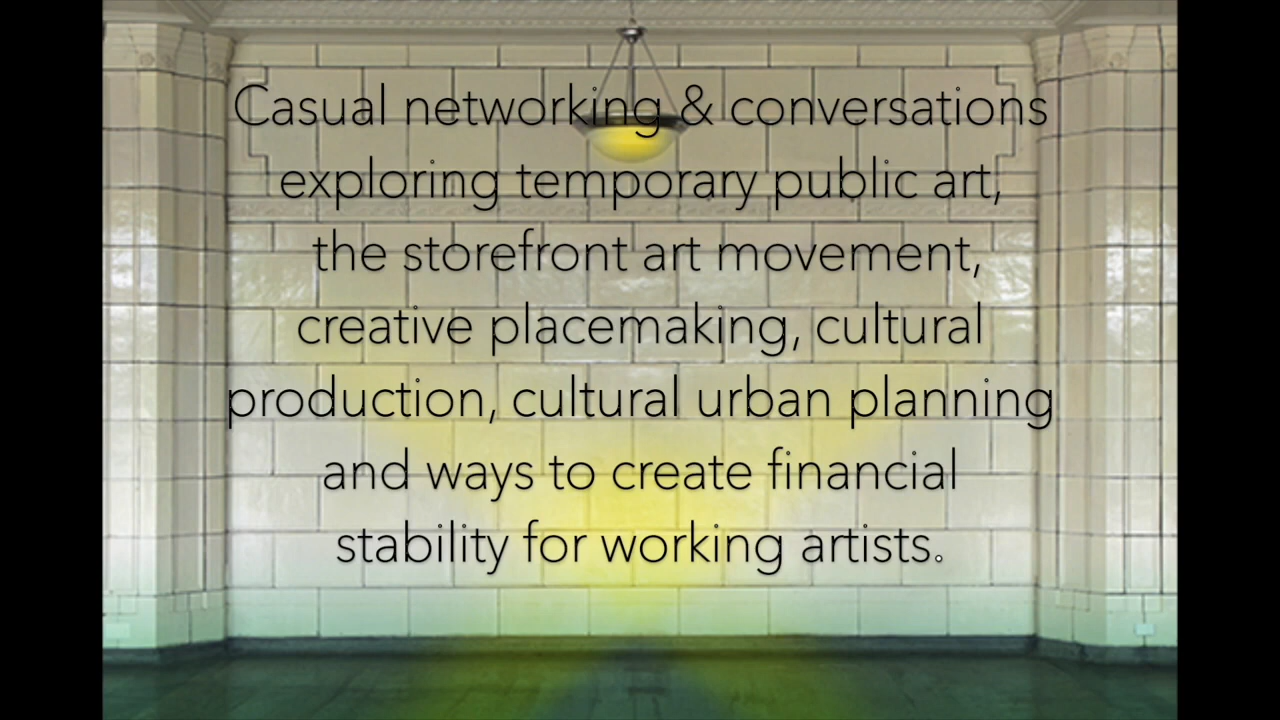 Casual networking & conversations
exploring temporary public art,
the storefront art movement,
creative placemaking, cultural
production, cultural urban planning
and ways to create financial
stability for working artists.